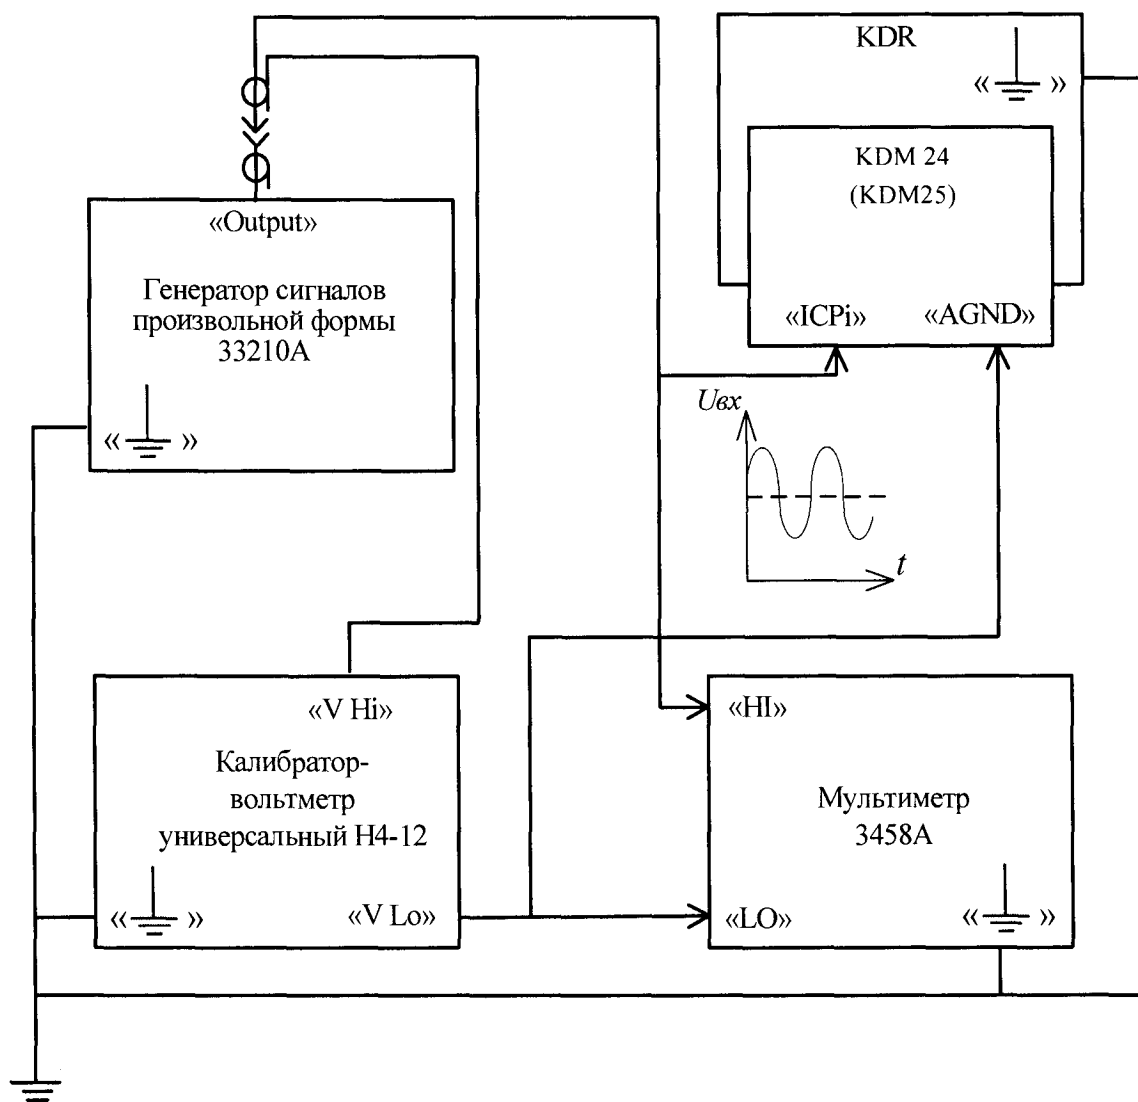 KDR
«    »
KDM 24
(KDM25)
«ICPi»    «AGND»
«Output»
Генератор сигналов
произвольной формы
33210A
«    »
Uвх
t
«V Hi»
Калибратор-
вольтметр
универсальный Н4-12
«    »
«V Lo»
«HI»
Мультиметр
3458A
«LO»
«    »